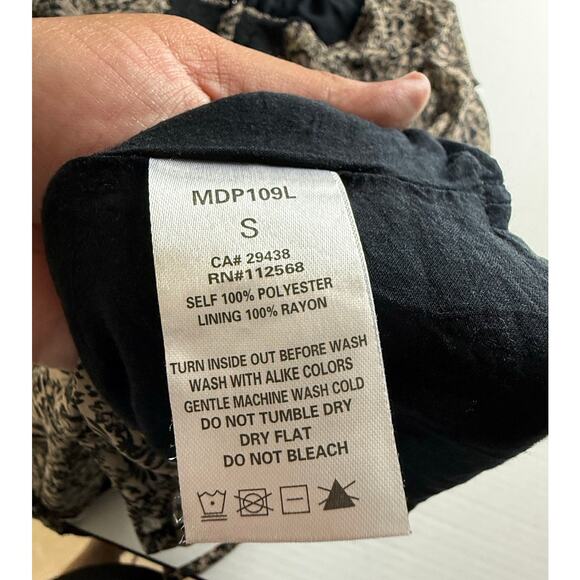 MDP109L
S
CA# 29438
RN#112568
SELF 100% POLYESTER
LINING 100% RAYON
TURN INSIDE OUT BEFORE WASH
WASH WITH ALIKE COLORS
GENTLE MACHINE WASH COLD
DO NOT TUMBLE DRY
DRY FLAT
DO NOT BLEACH